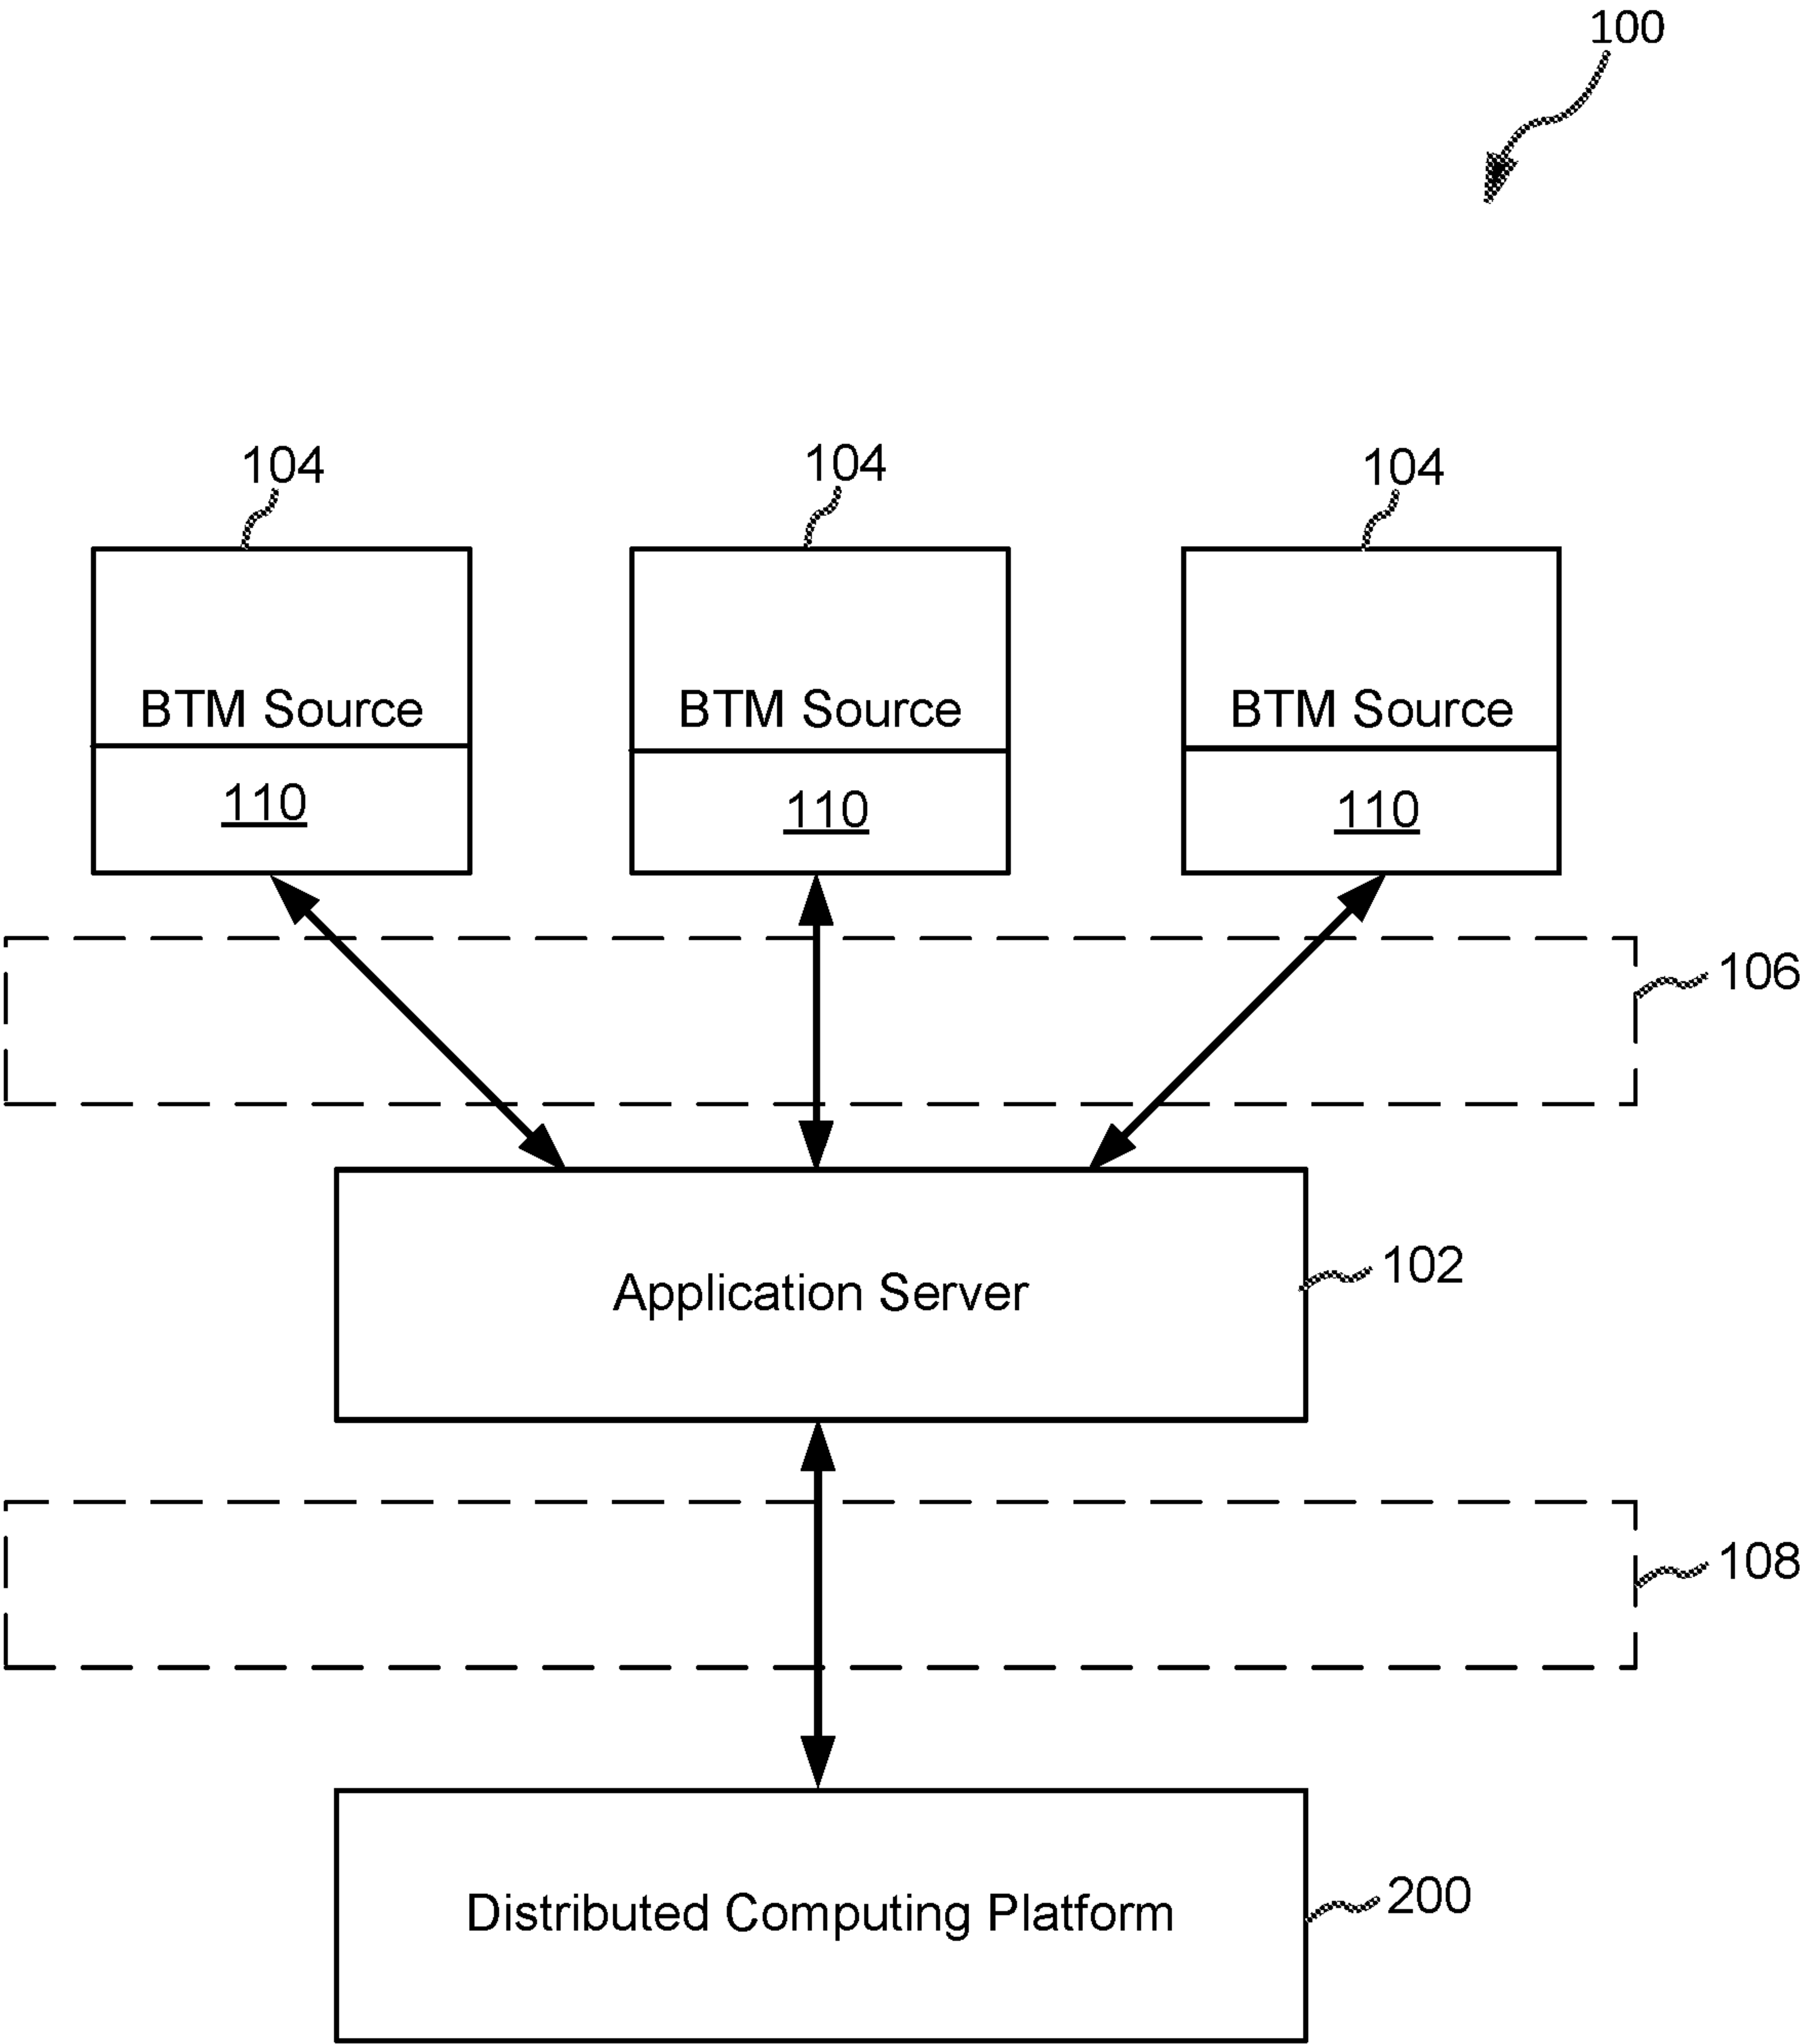 100
104 104 104
BTM Source BTM Source BTM Source
110 110 110
106
102
Application Server
108
200
Distributed Computing Platform